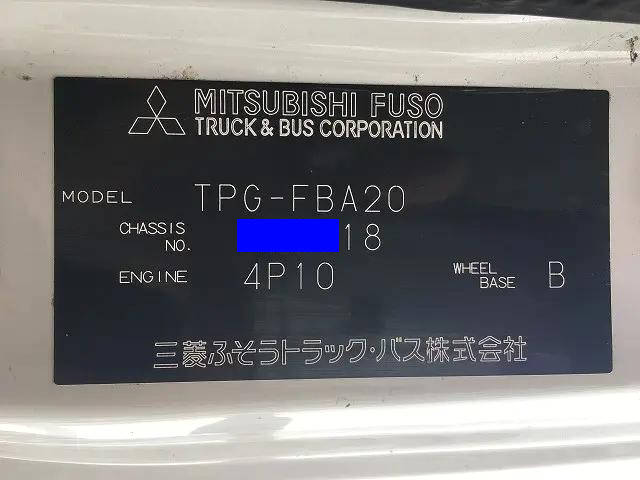 MITSUBISHI FUSO
TRUCK & BUS CORPORATION
MODEL TPG-FBA20
CHASSIS NO. 18
ENGINE 4P10 WHEEL BASE B
三菱ふそうトラック・バス株式会社